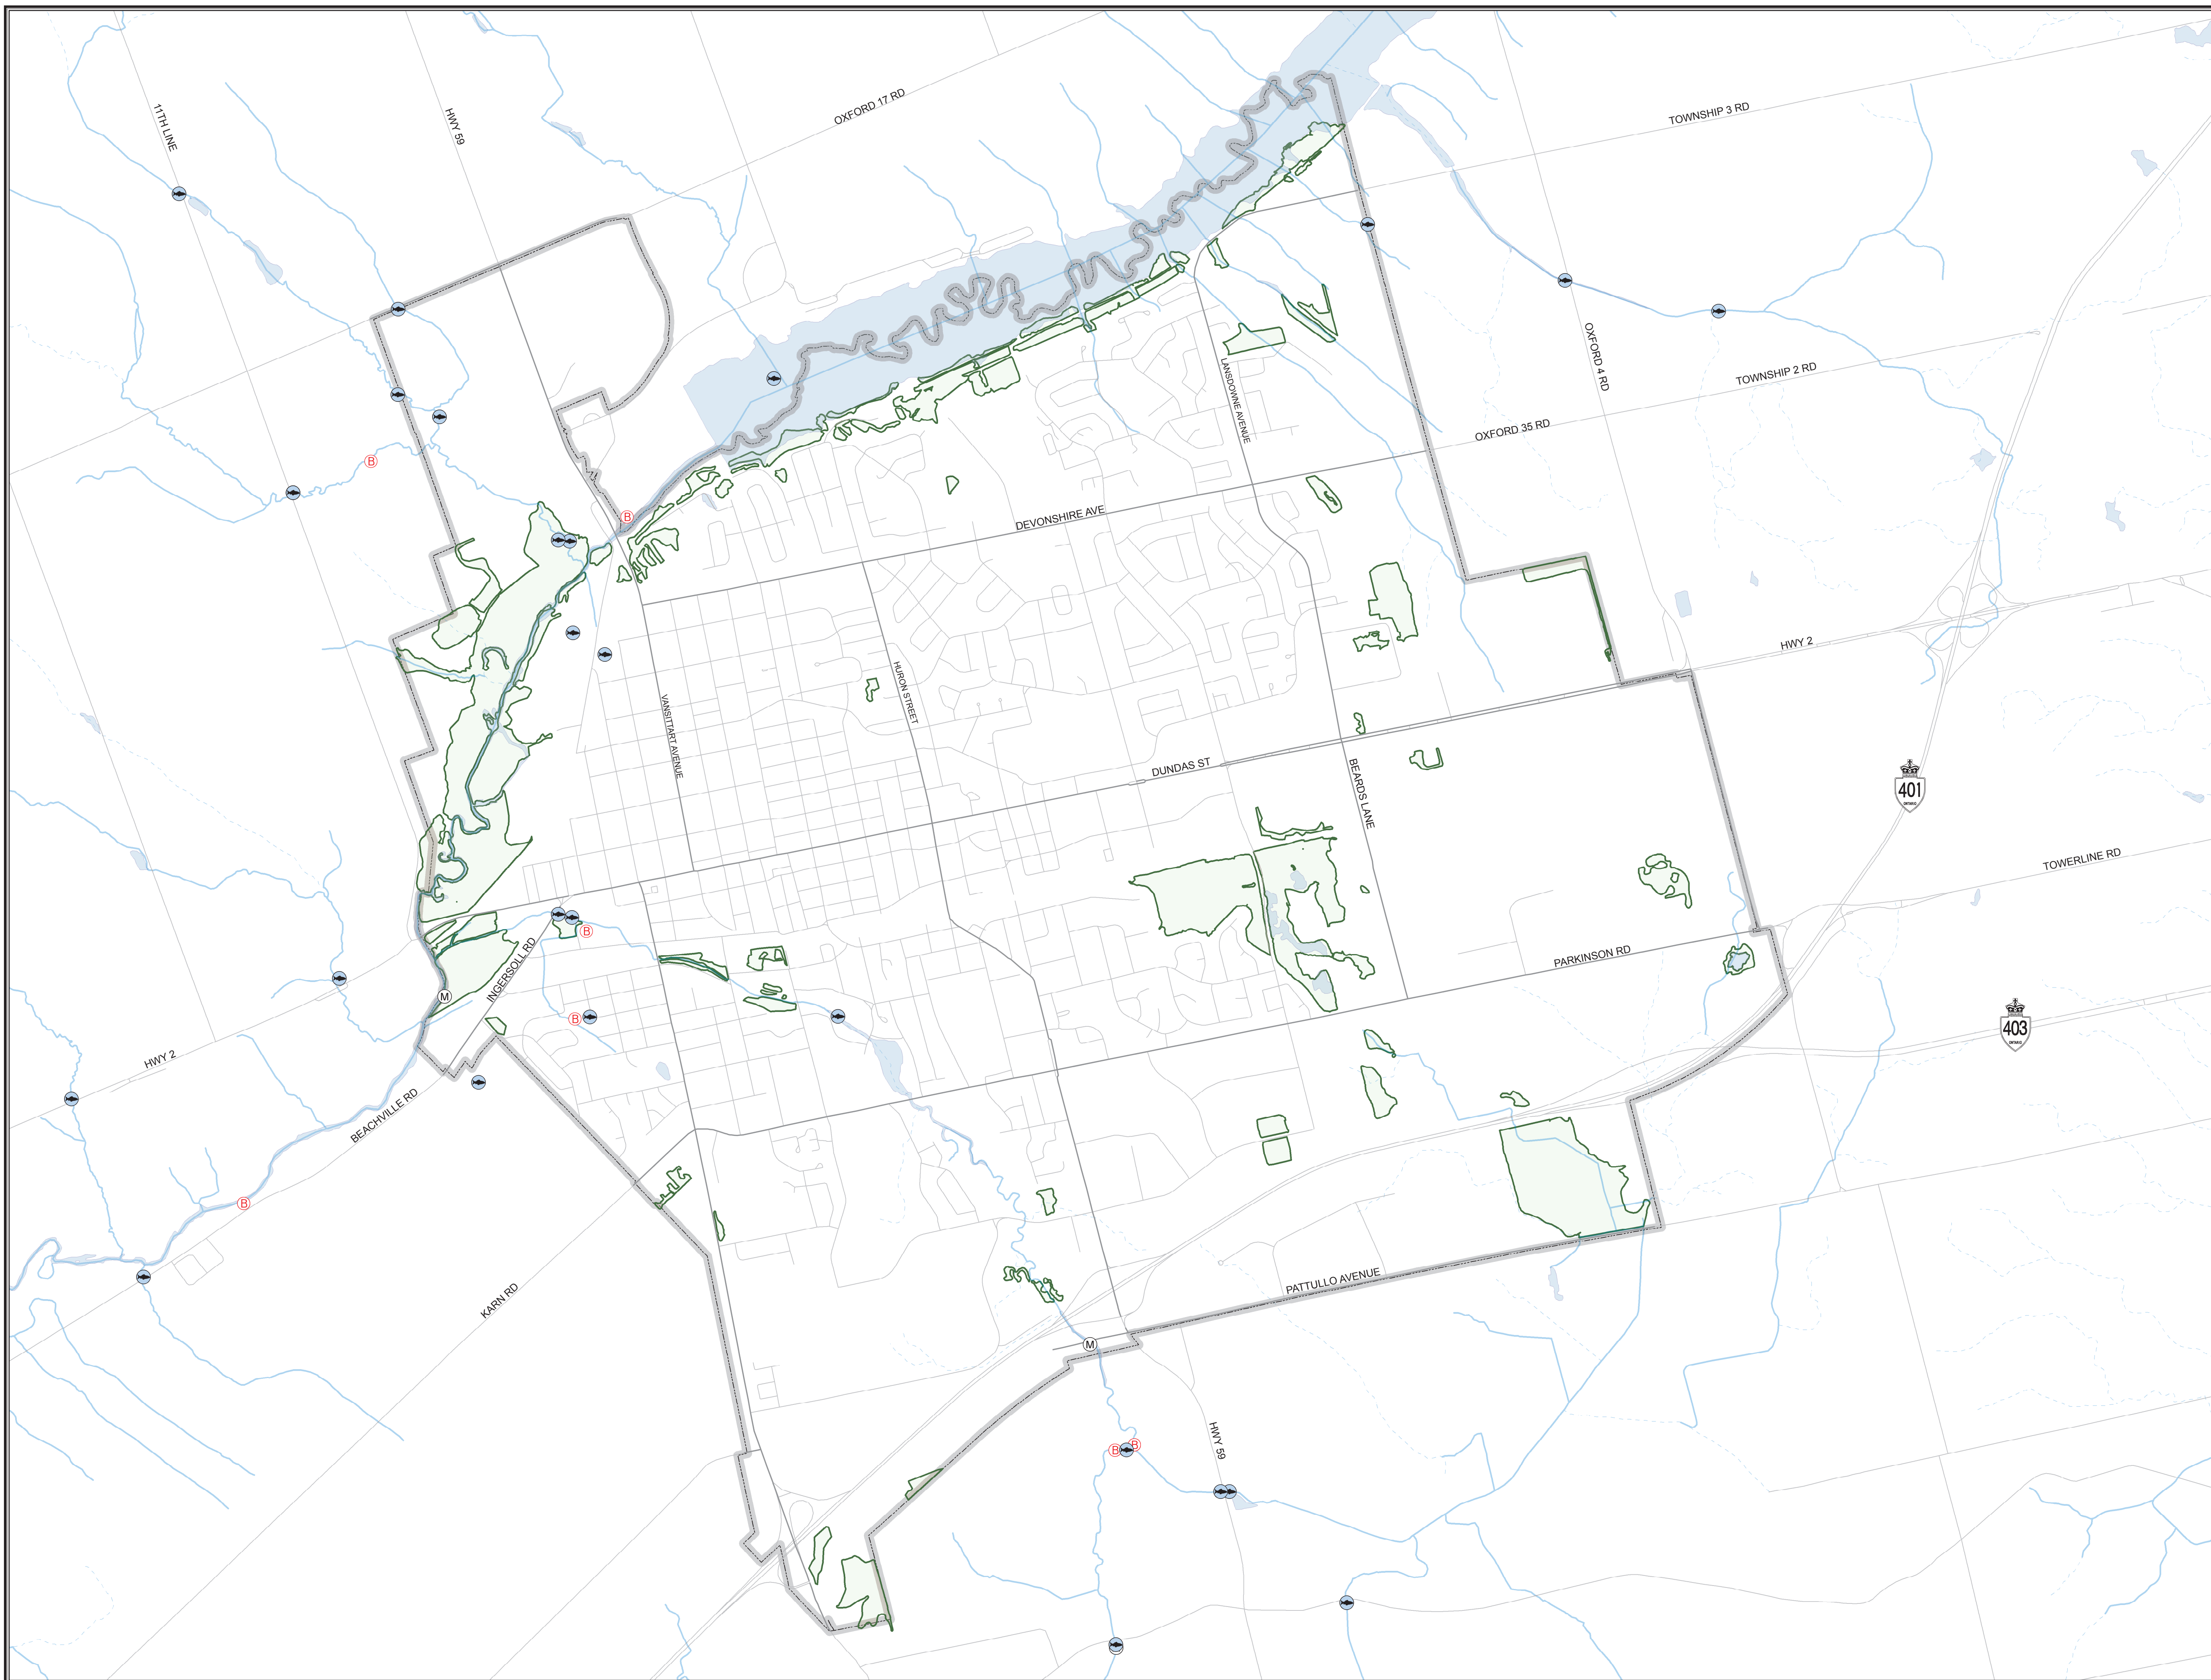 11TH LINE
HWY 59
OXFORD 17 RD
TOWNSHIP 3 RD
OXFORD 4 RD
TOWNSHIP 2 RD
LANSDOWNE AVENUE
OXFORD 35 RD
B
B
DEVONSHIRE AVE
HWY 2
HURON STREET
VANSITTART AVENUE
DUNDAS ST
BEARDS LANE
401
ONTARIO
TOWERLINE RD
B
INGERSOLL RD
PARKINSON RD
M
B
403
ONTARIO
HWY 2
BEACHVILLE RD
B
KARN RD
PATTULLO AVENUE
M
HWY 59
B
B